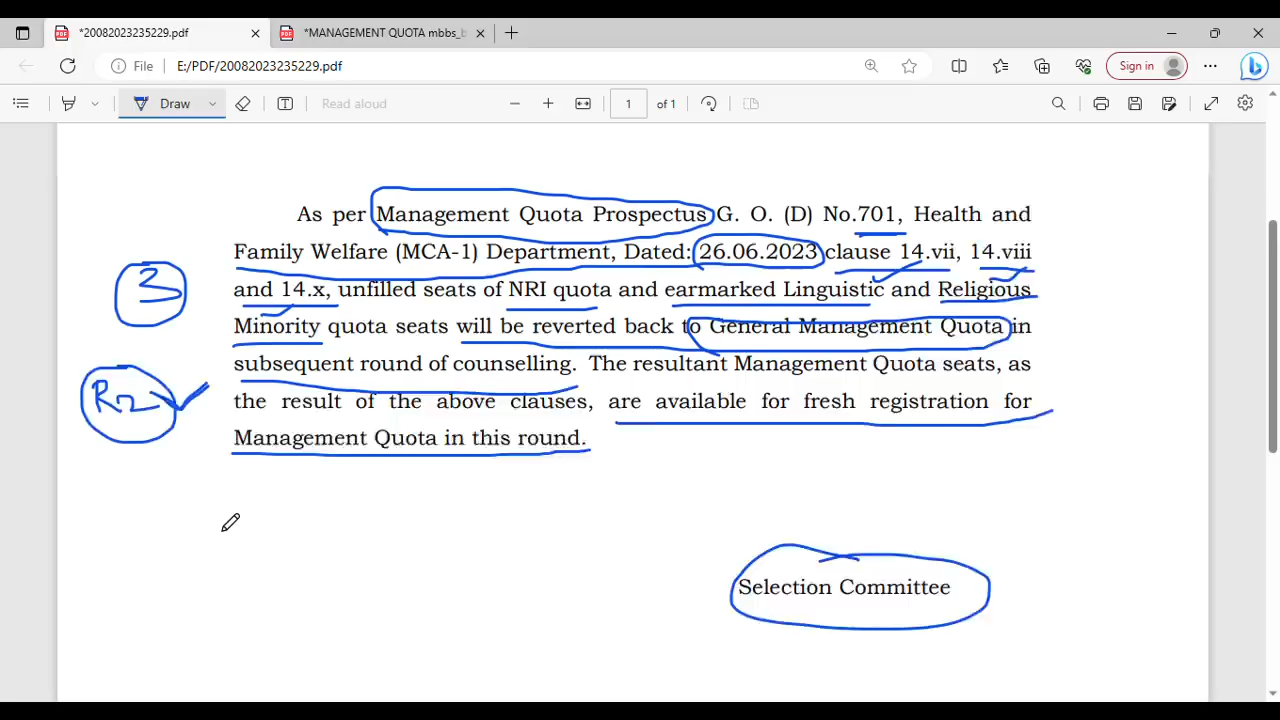 *20082023235229.pdf
*MANAGEMENT QUOTA mbbs_b
File E:/PDF/20082023235229.pdf Sign in
Draw Read aloud 1 of 1
As per Management Quota Prospectus G. O. (D) No.701, Health and
Family Welfare (MCA-1) Department, Dated: 26.06.2023 clause 14.vii, 14.viii
and 14.x, unfilled seats of NRI quota and earmarked Linguistic and Religious
Minority quota seats will be reverted back to General Management Quota in
subsequent round of counselling. The resultant Management Quota seats, as
the result of the above clauses, are available for fresh registration for
Management Quota in this round.
3
R2
Selection Committee